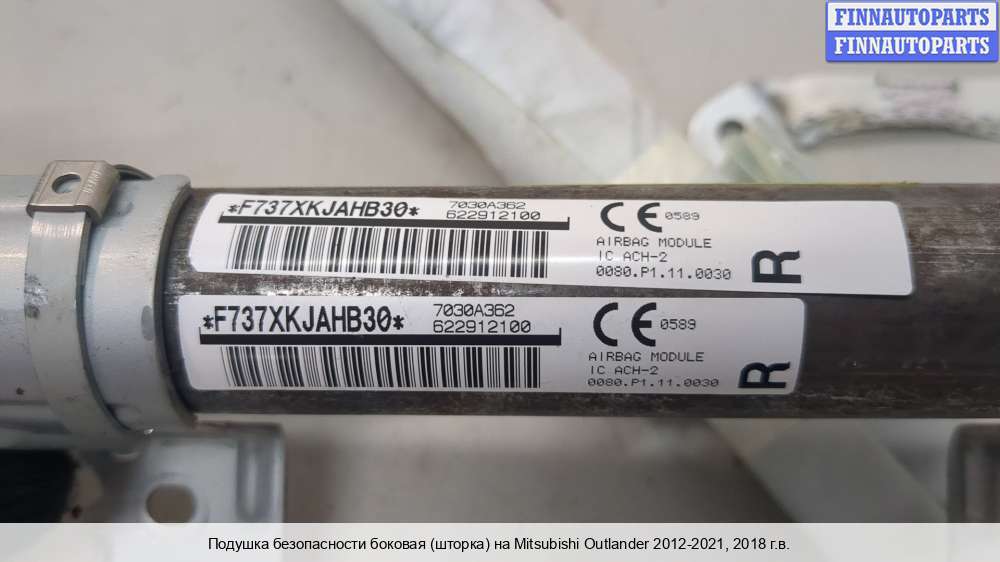 FINNAUTOPARTS
FINNAUTOPARTS
*F737XKJAHB30* 7030A362
622912100
CE 0589
AIRBAG MODULE
IC ACH-2
0080.P1.11.0030
R
*F737XKJAHB30* 7030A362
622912100
CE 0589
AIRBAG MODULE
IC ACH-2
0080.P1.11.0030
R
Подушка безопасности боковая (шторка) на Mitsubishi Outlander 2012-2021, 2018 г.в.